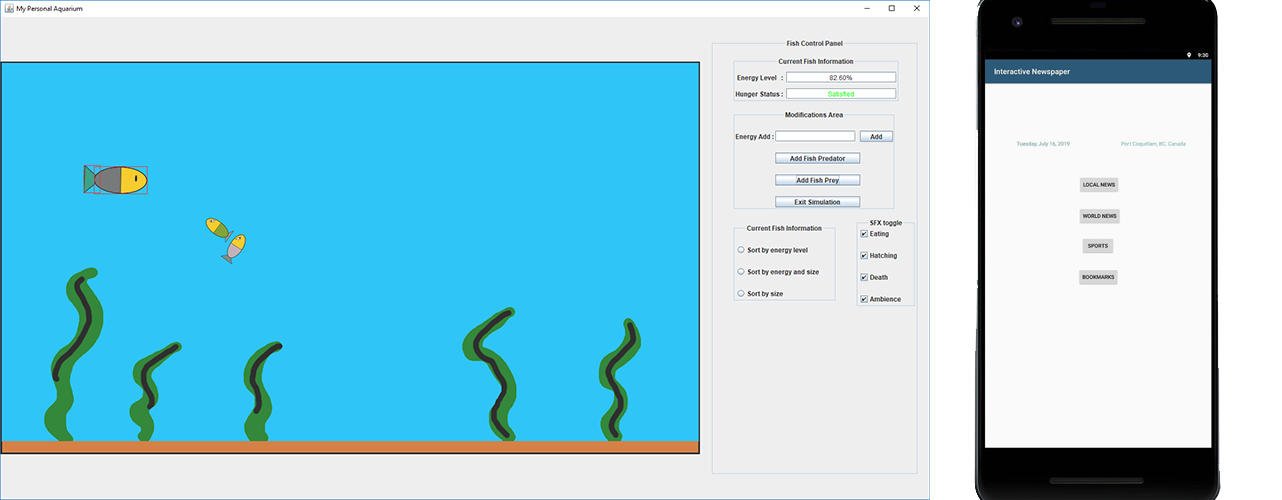 My Personal Aquarium
Fish Control Panel
Current Fish Information
Energy Level :
82.60%
Hunger Status :
Satisfied
Modifications Area
Energy Add :
Add
Add Fish Predator
Add Fish Prey
Exit Simulation
Current Fish Information
Sort by energy level
Sort by energy and size
Sort by size
SFX toggle
Eating
Hatching
Death
Ambience
9:30
Interactive Newspaper
Tuesday, July 16, 2019
Port Coquitlam, BC, Canada
LOCAL NEWS
WORLD NEWS
SPORTS
BOOKMARKS